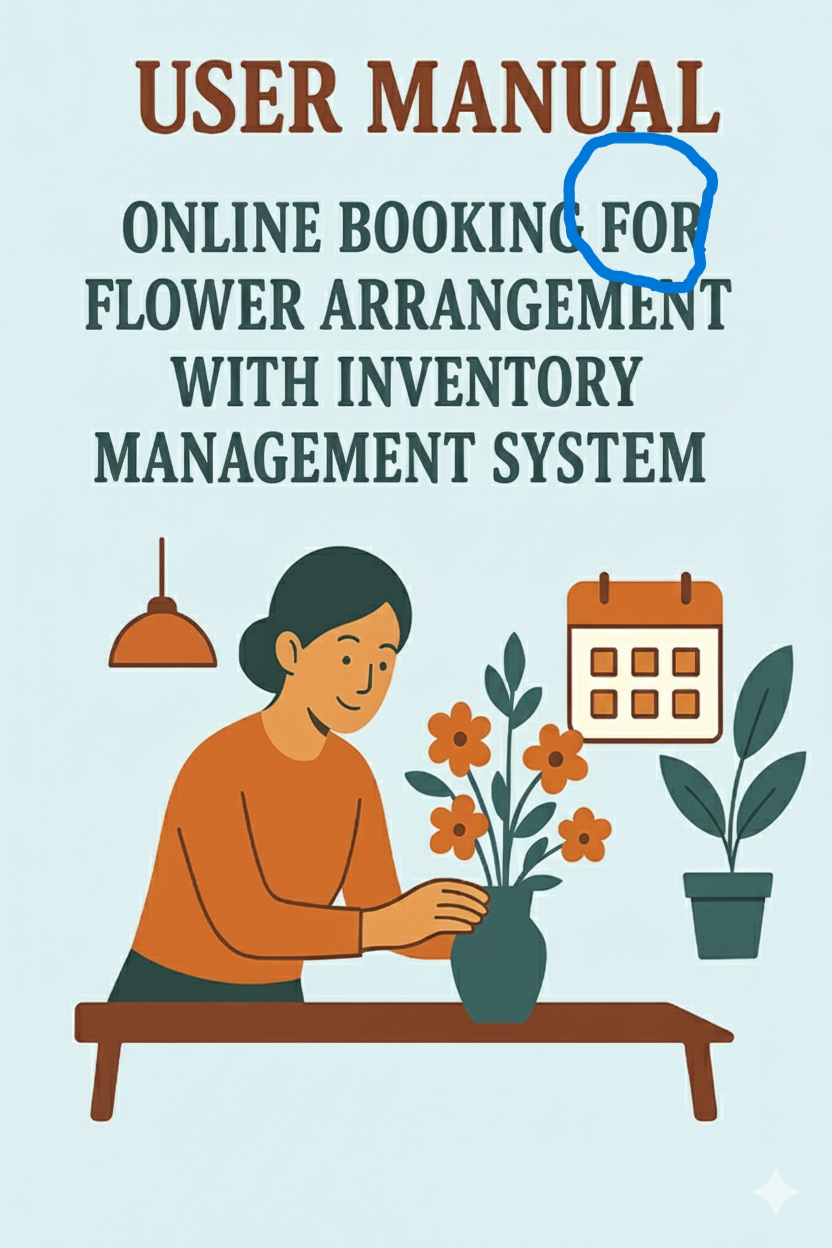 USER MANUAL
ONLINE BOOKING FOR
FLOWER ARRANGEMENT
WITH INVENTORY
MANAGEMENT SYSTEM